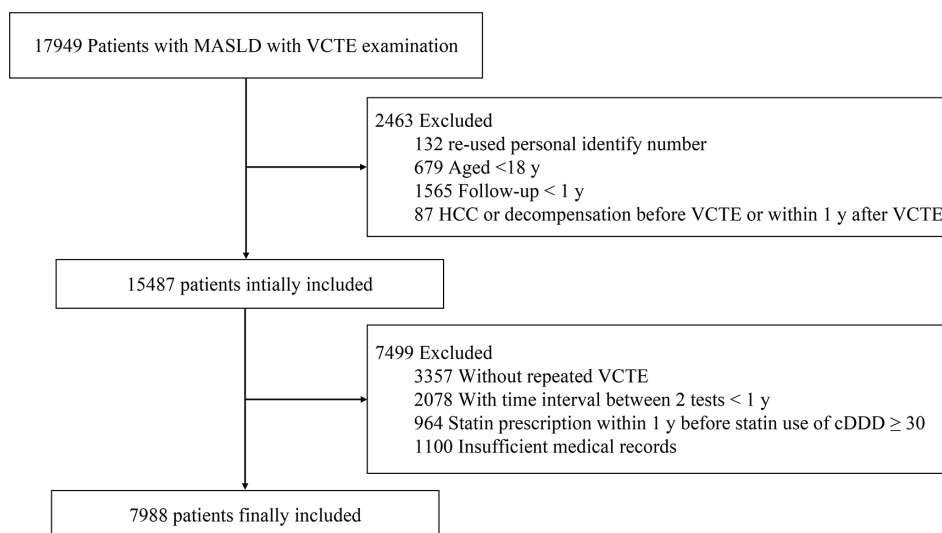 17949 Patients with MASLD with VCTE examination
2463 Excluded
132 re-used personal identify number
679 Aged <18 y
1565 Follow-up < 1 y
87 HCC or decompensation before VCTE or within 1 y after VCTE
15487 patients intially included
7499 Excluded
3357 Without repeated VCTE
2078 With time interval between 2 tests < 1 y
964 Statin prescription within 1 y before statin use of cDDD ≥ 30
1100 Insufficient medical records
7988 patients finally included